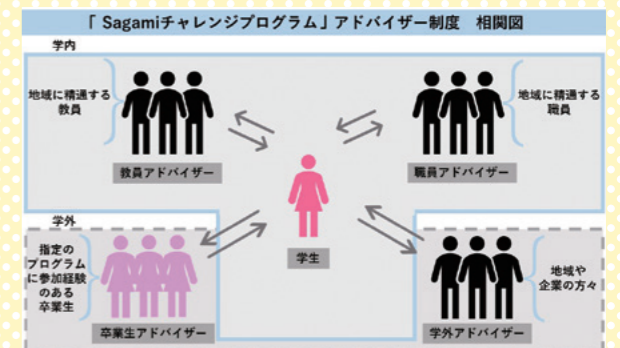 「 Sagamiチャレンジプログラム」アドバイザー制度　相関図
学内
地域に精通する
教員
教員アドバイザー
地域に精通する
職員
職員アドバイザー
学生
学外
指定の
プログラム
に参加経験
のある
卒業生
卒業生アドバイザー
地域や
企業の方々
学外アドバイザー